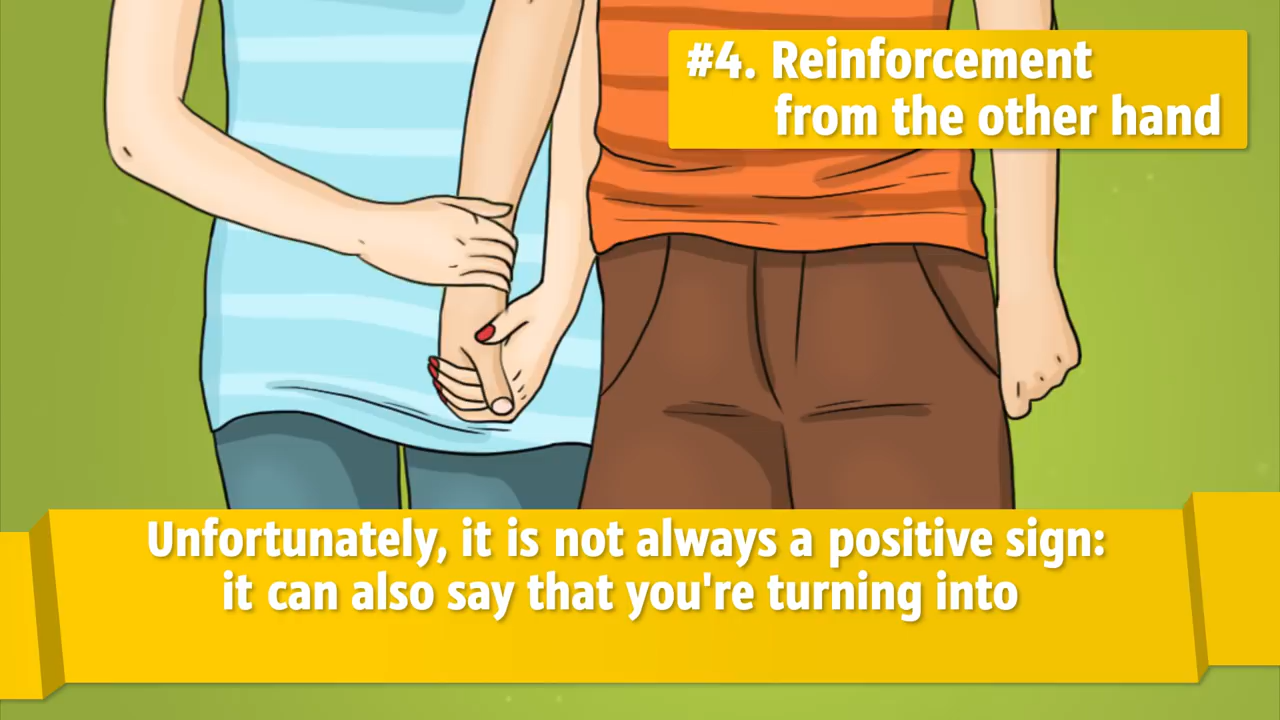 #4. Reinforcement
from the other hand
Unfortunately, it is not always a positive sign:
it can also say that you're turning into